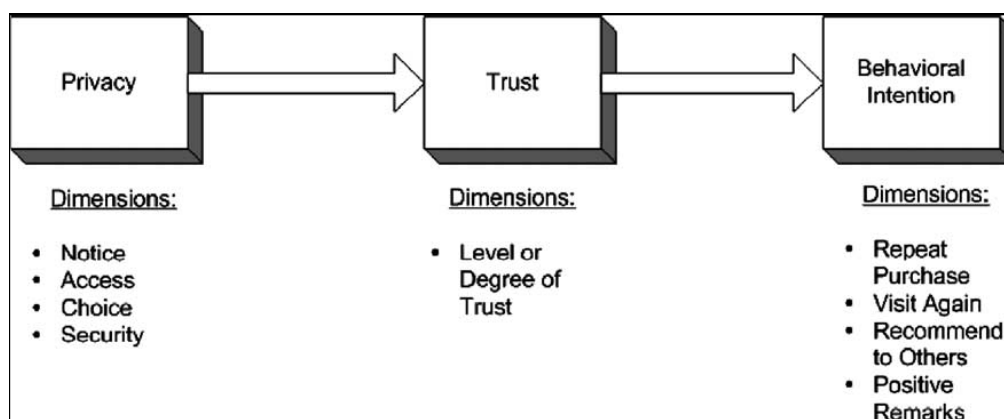 Privacy
Trust
Behavioral
Intention
Dimensions:
• Notice
• Access
• Choice
• Security
Dimensions:
• Level or
Degree of
Trust
Dimensions:
• Repeat
Purchase
• Visit Again
• Recommend
to Others
• Positive
Remarks